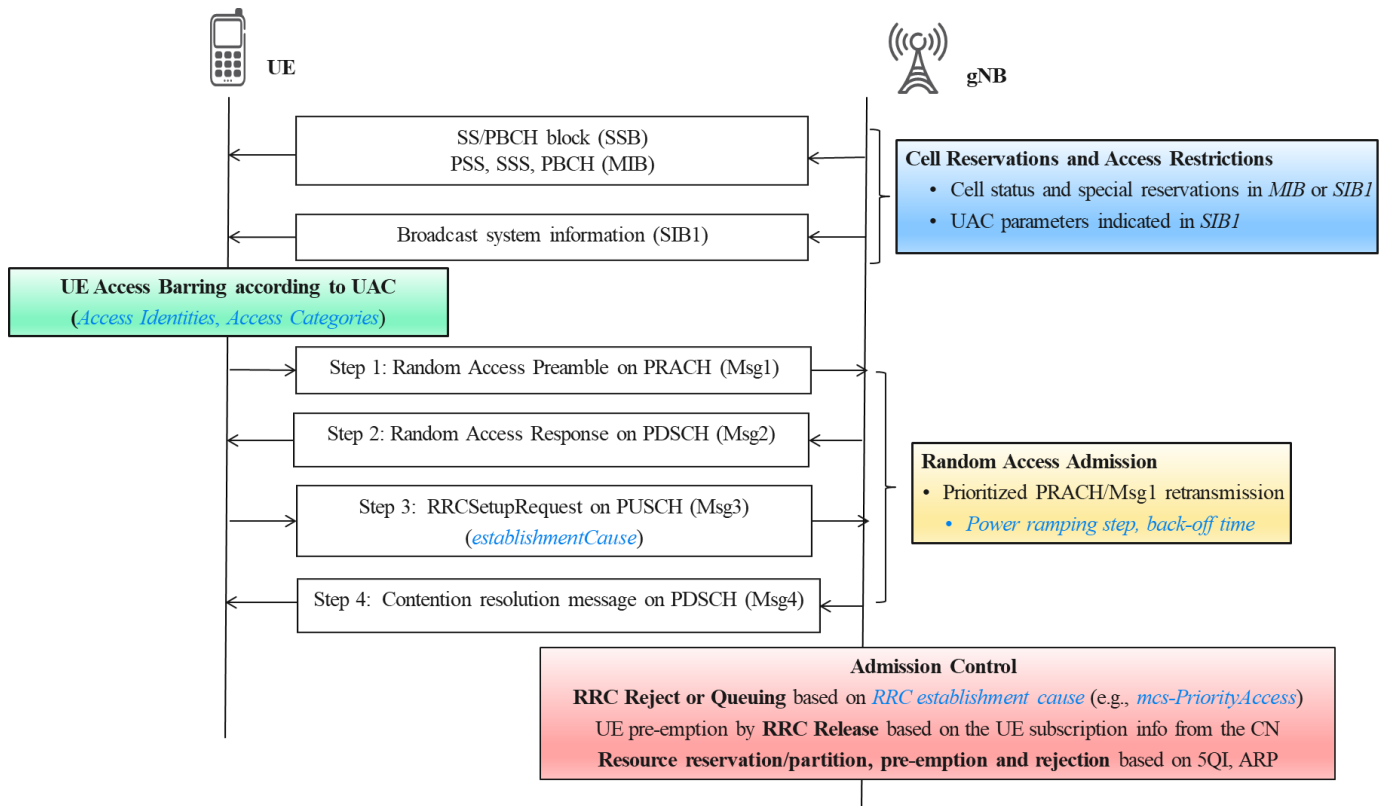 UE
gNB
SS/PBCH block (SSB)
PSS, SSS, PBCH (MIB)
Cell Reservations and Access Restrictions
• Cell status and special reservations in MIB or SIB1
• UAC parameters indicated in SIB1
Broadcast system information (SIB1)
UE Access Barring according to UAC
(Access Identities, Access Categories)
Step 1: Random Access Preamble on PRACH (Msg1)
Step 2: Random Access Response on PDSCH (Msg2)
Random Access Admission
• Prioritized PRACH/Msg1 retransmission
• Power ramping step, back-off time
Step 3: RRCSetupRequest on PUSCH (Msg3)
(establishmentCause)
Step 4: Contention resolution message on PDSCH (Msg4)
Admission Control
RRC Reject or Queuing based on RRC establishment cause (e.g., mcs-PriorityAccess)
UE pre-emption by RRC Release based on the UE subscription info from the CN
Resource reservation/partition, pre-emption and rejection based on 5QI, ARP